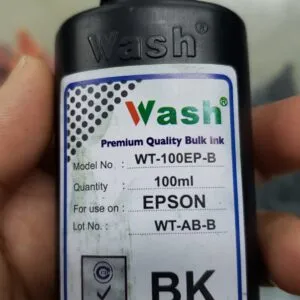 Wash®
Wash®
Premium Quality Bulk Ink
Model No : WT-100EP-B
Quantity : 100ml
For use on : EPSON
Lot No. : WT-AB-B
BK